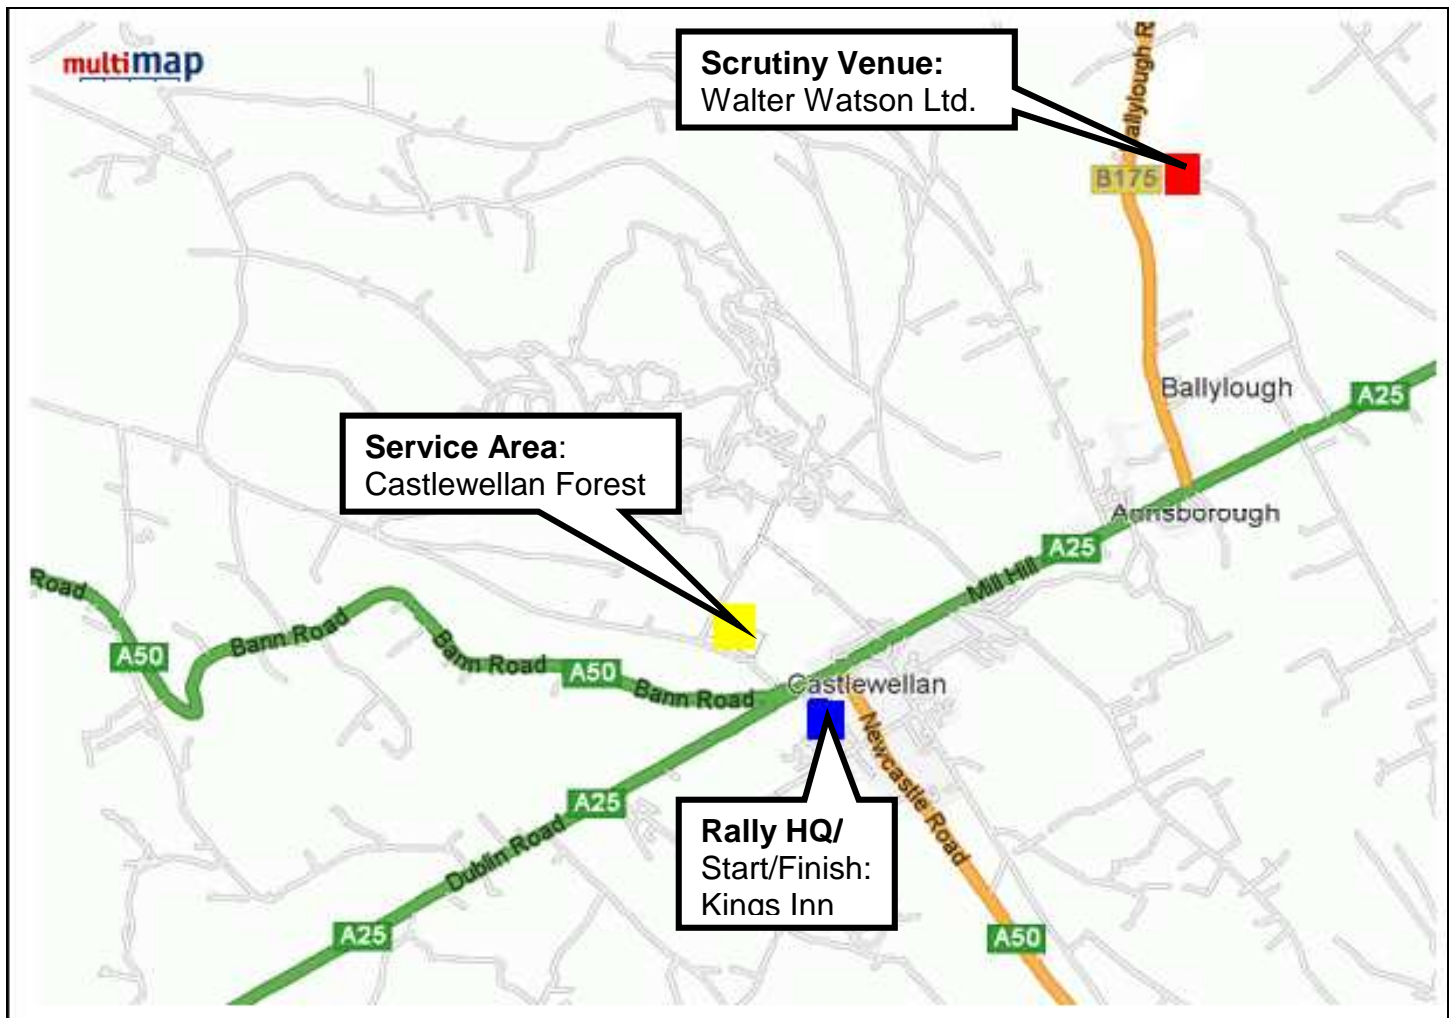 multimap
Scrutiny Venue:
Walter Watson Ltd.
Ballylough R
B175
Ballylough
A25
Service Area:
Castlewellan Forest
Annsborough
A25
Mill Hill
Road
A50
Bann Road
Bann Road
A50
Bann Road
Castlewellan
Newcastle Road
A25
Dublin Road
A25
Rally HQ/
Start/Finish:
Kings Inn
A50